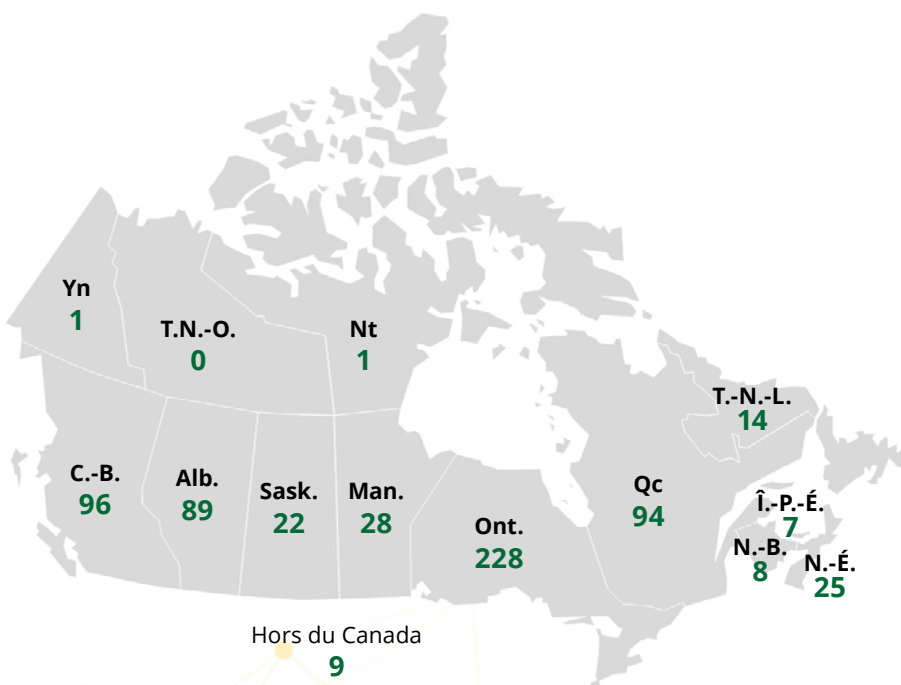 Yn
1
T.N.-O.
0
Nt
1
T.-N.-L.
14
C.-B.
96
Alb.
89
Sask.
22
Man.
28
Ont.
228
Qc
94
Î.-P.-É.
7
N.-B.
8
N.-É.
25
Hors du Canada
9